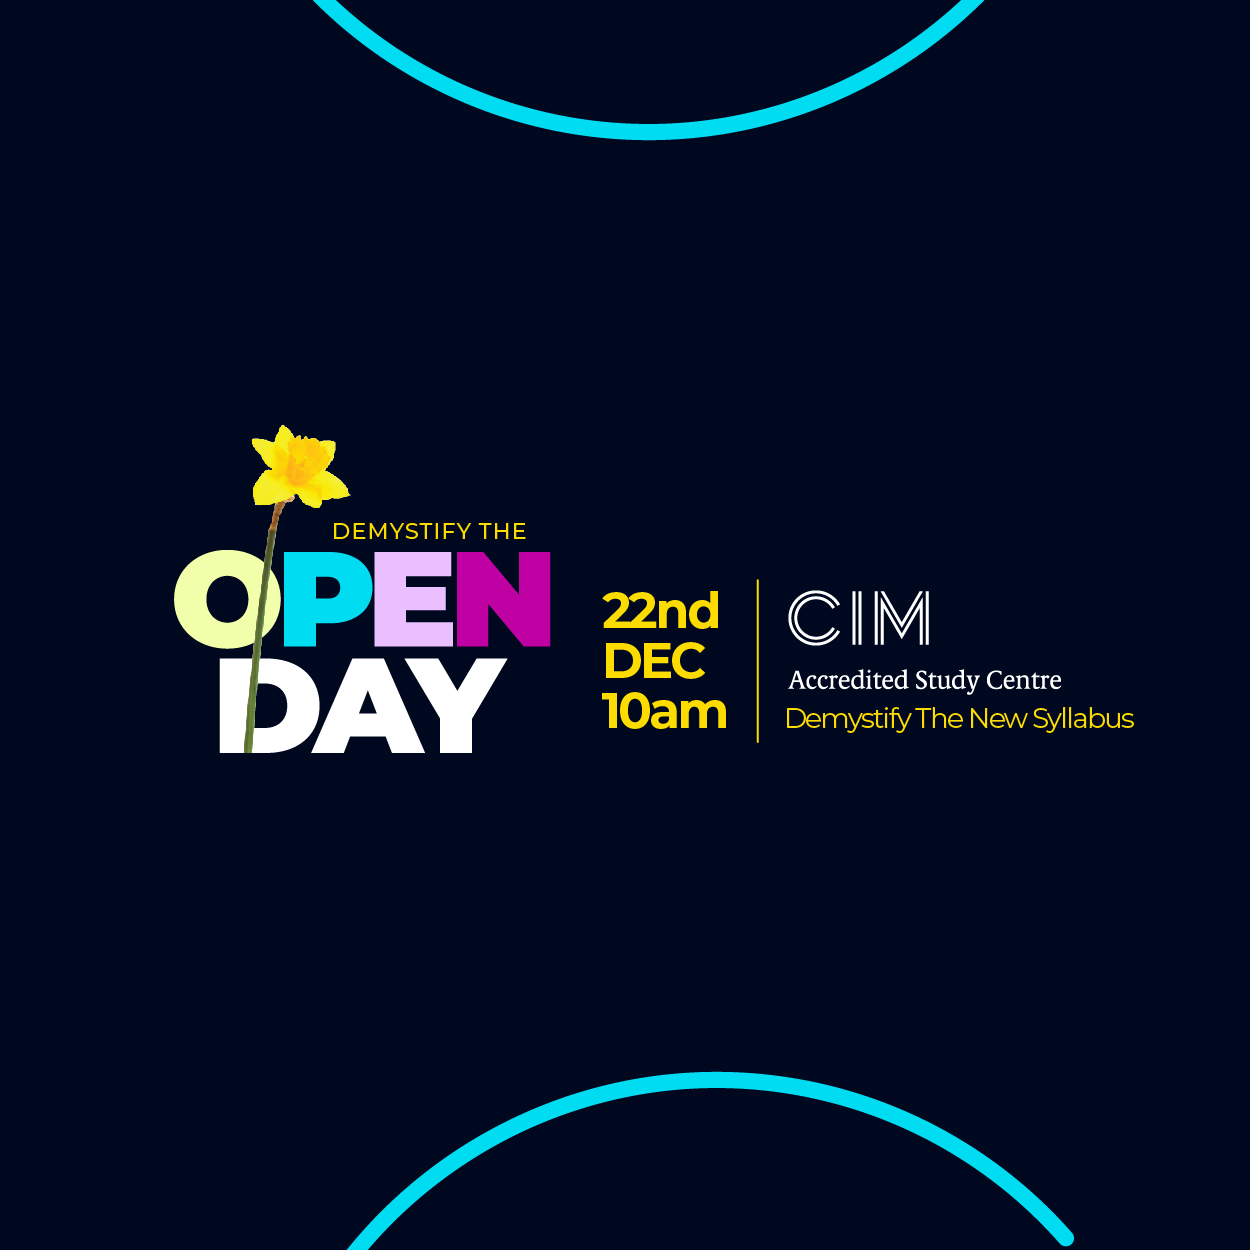 DEMYSTIFY THE
OPEN
DAY
22nd
DEC
10am
CIM
Accredited Study Centre
Demystify The New Syllabus